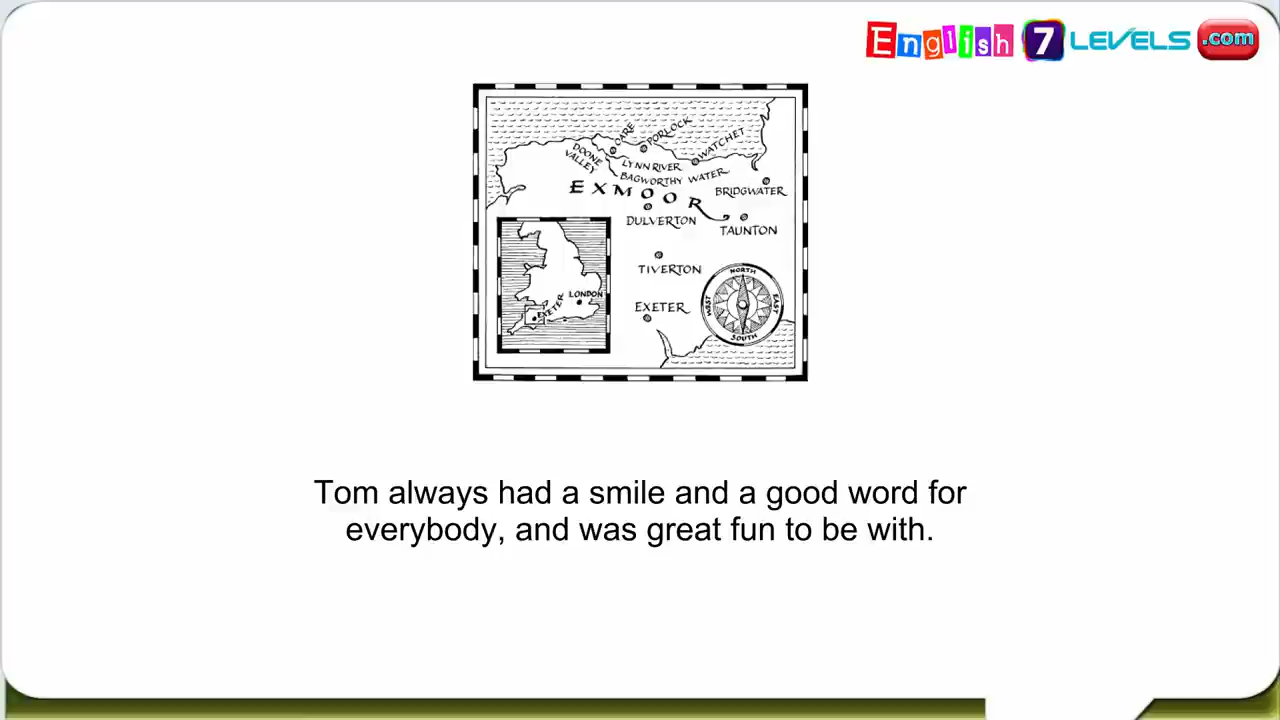 English 7 LEVELS .com
OARE
PORLOCK
WATCHET
DOONE
VALLEY
LYNN RIVER
BAGWORTHY WATER
EXMOOR
BRIDGWATER
DULVERTON
TAUNTON
TIVERTON
NORTH
WEST
EAST
SOUTH
LONDON
EXETER
EXETER
Tom always had a smile and a good word for
everybody, and was great fun to be with.